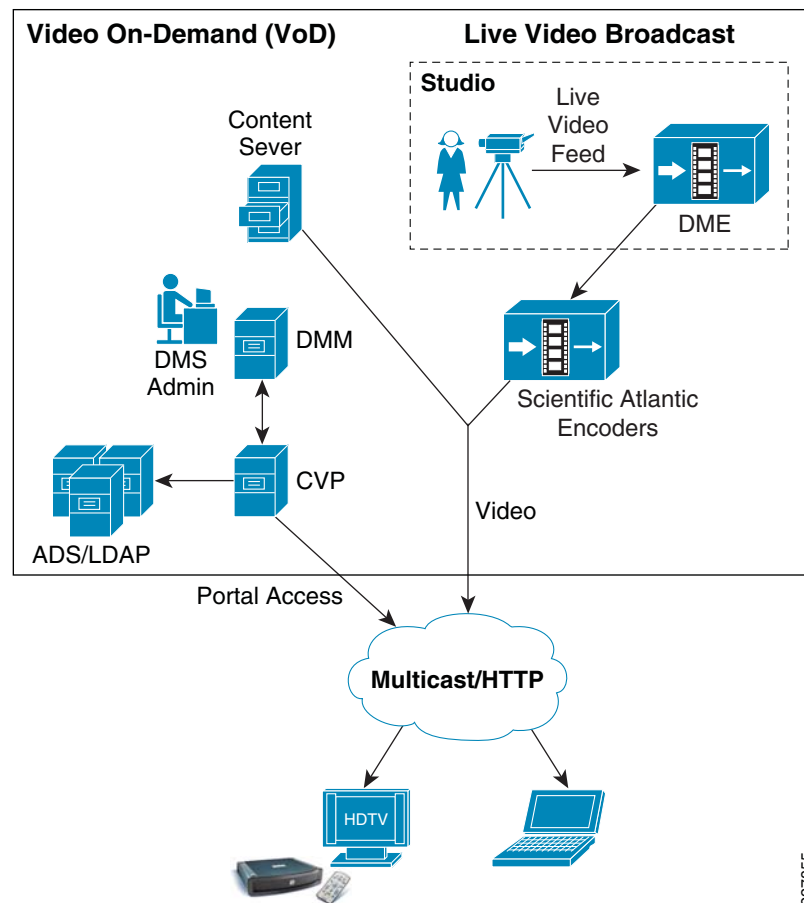 Video On-Demand (VoD)
Live Video Broadcast
Studio
Live
Video
Feed
DME
Content
Sever
DMS
Admin
DMM
Scientific Atlantic
Encoders
CVP
ADS/LDAP
Video
Portal Access
Multicast/HTTP
HDTV